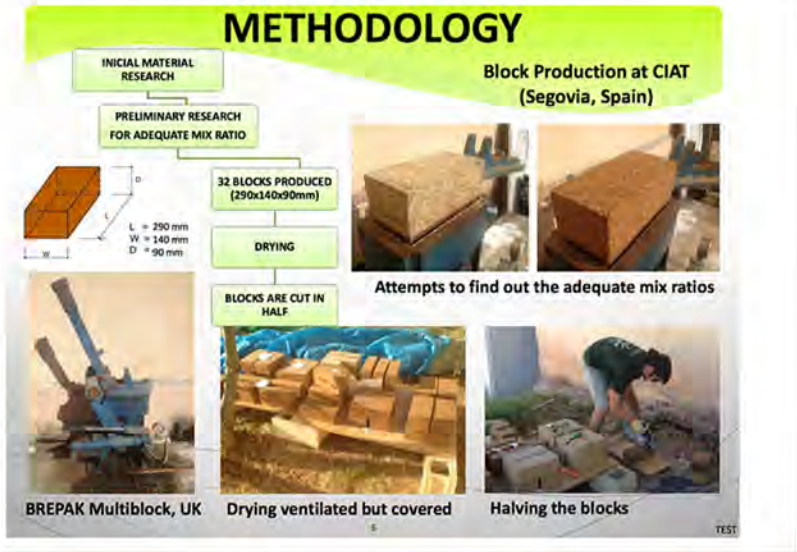 METHODOLOGY
INICIAL MATERIAL
RESEARCH
Block Production at CIAT
(Segovia, Spain)
PRELIMINARY RESEARCH
FOR ADEQUATE MIX RATIO
32 BLOCKS PRODUCED
(290x140x90mm)
D
L
W
L = 290 mm
W = 140 mm
D = 90 mm
DRYING
Attempts to find out the adequate mix ratios
BLOCKS ARE CUT IN
HALF
BREPAK Multiblock, UK
Drying ventilated but covered
Halving the blocks
6
TEST